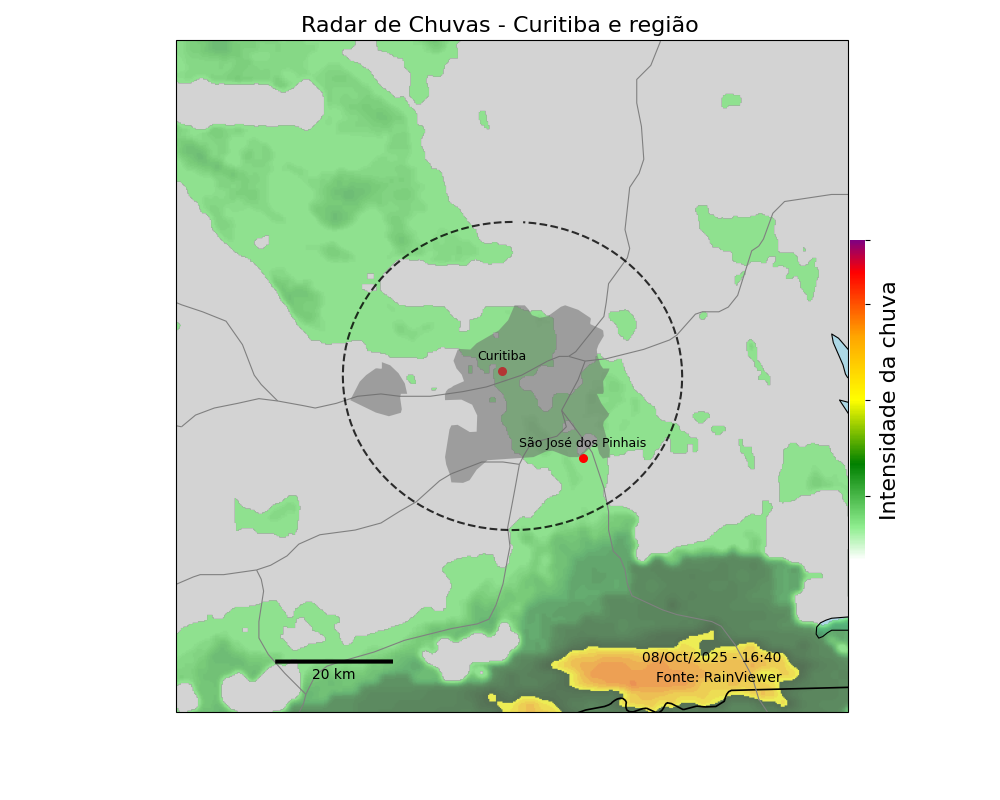 Radar de Chuvas - Curitiba e região
Curitiba
São José dos Pinhais
Intensidade da chuva
08/Oct/2025 - 16:40
20 km
Fonte: RainViewer